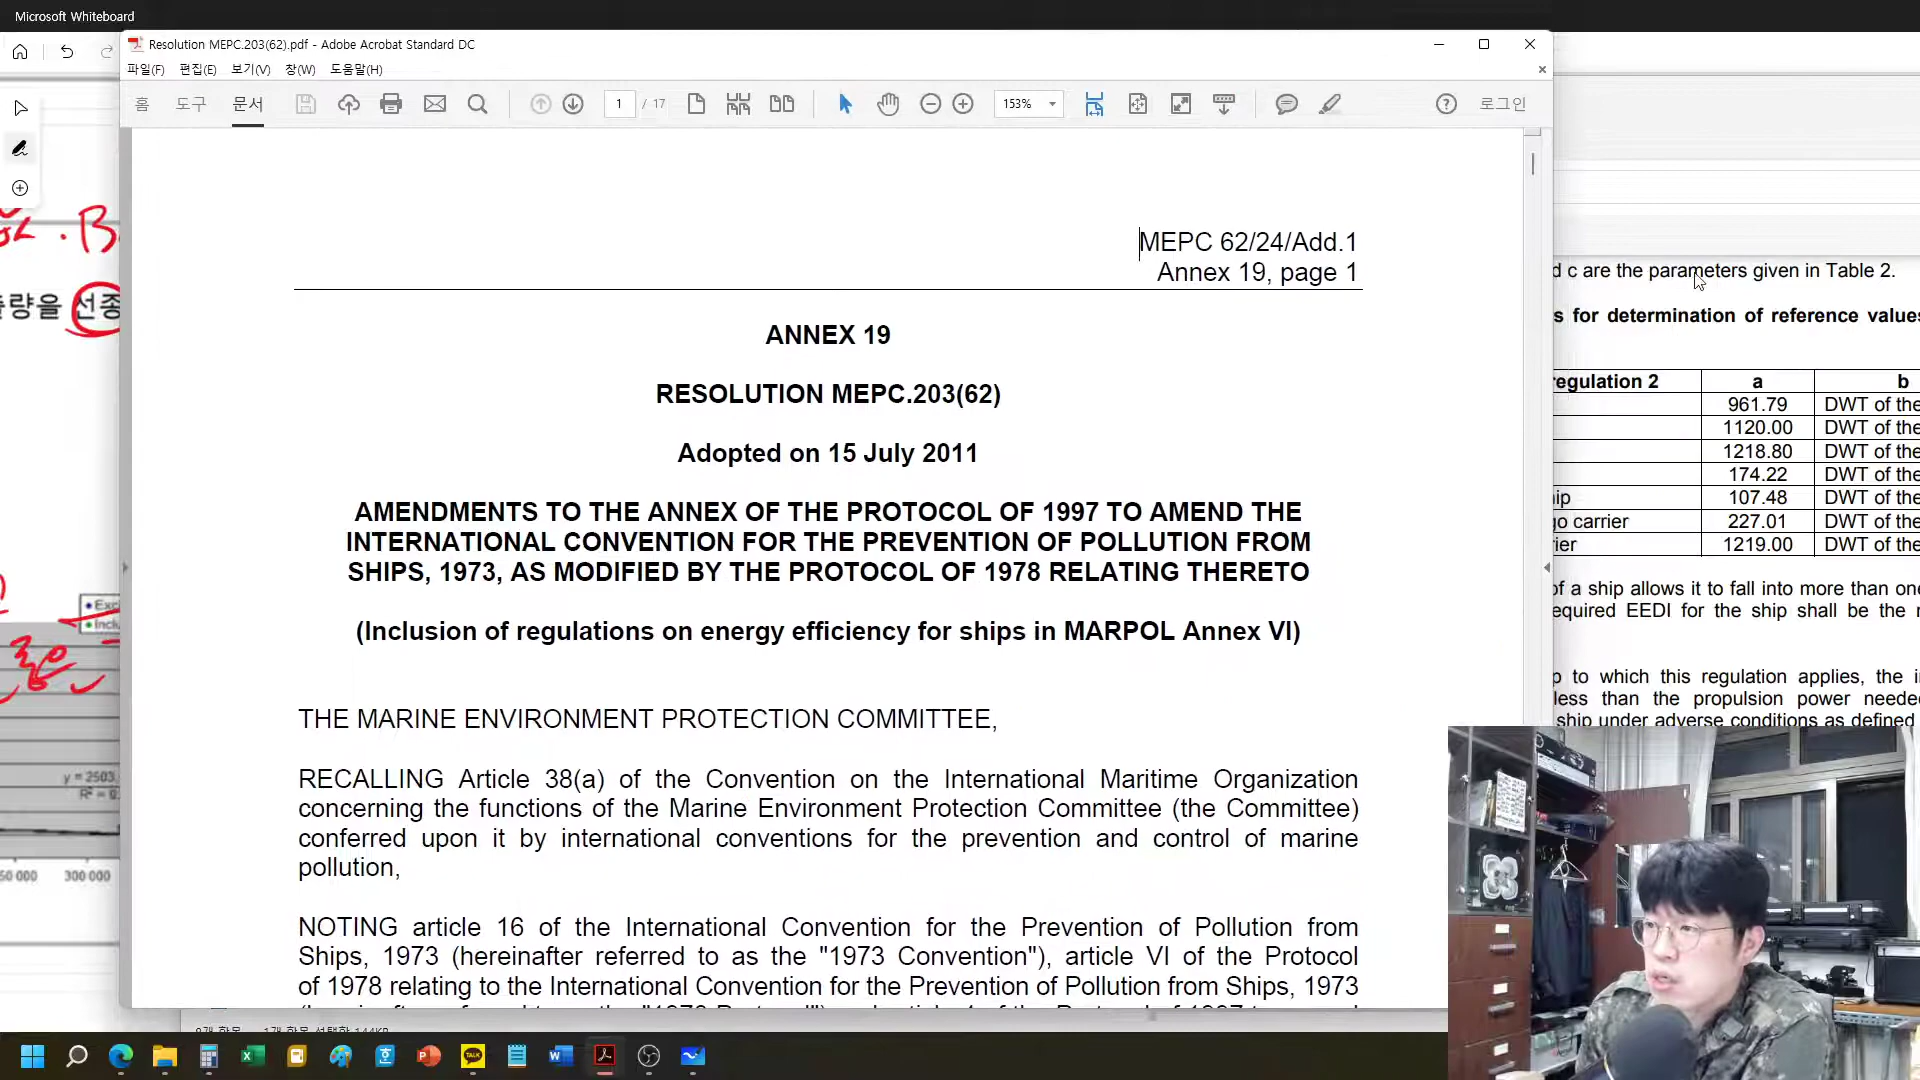 Microsoft Whiteboard
Resolution MEPC.203(62).pdf - Adobe Acrobat Standard DC
파일(F) 편집(E) 보기(V) 창(W) 도움말(H)
홈 도구 문서 1 / 17 153% 로그인
MEPC 62/24/Add.1
Annex 19, page 1
ANNEX 19
RESOLUTION MEPC.203(62)
Adopted on 15 July 2011
AMENDMENTS TO THE ANNEX OF THE PROTOCOL OF 1997 TO AMEND THE
INTERNATIONAL CONVENTION FOR THE PREVENTION OF POLLUTION FROM
SHIPS, 1973, AS MODIFIED BY THE PROTOCOL OF 1978 RELATING THERETO
(Inclusion of regulations on energy efficiency for ships in MARPOL Annex VI)
THE MARINE ENVIRONMENT PROTECTION COMMITTEE,
RECALLING Article 38(a) of the Convention on the International Maritime Organization
concerning the functions of the Marine Environment Protection Committee (the Committee)
conferred upon it by international conventions for the prevention and control of marine
pollution,
NOTING article 16 of the International Convention for the Prevention of Pollution from
Ships, 1973 (hereinafter referred to as the "1973 Convention"), article VI of the Protocol
of 1978 relating to the International Convention for the Prevention of Pollution from Ships, 1973
선종
y = 2503
300 000
c are the parameters given in Table 2.
for determination of reference values
regulation 2 a b
961.79 DWT of the
1120.00 DWT of the
1218.80 DWT of the
174.22 DWT of the
107.48 DWT of the
carrier 227.01 DWT of the
1219.00 DWT of the
of a ship allows it to fall into more than one
required EEDI for the ship shall be the
to which this regulation applies, the
less than the propulsion power needed
ship under adverse conditions as defined